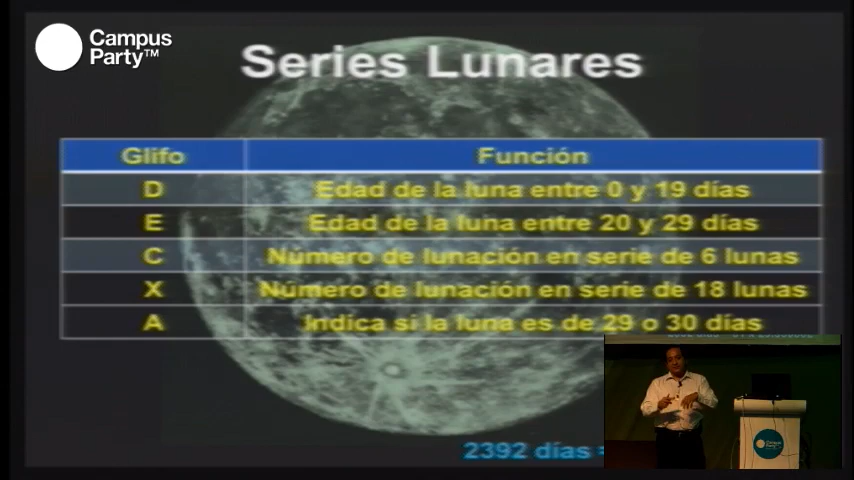 Campus
Party™
Series Lunares
Glifo Función
D Edad de la luna entre 0 y 19 días
E Edad de la luna entre 20 y 29 días
C Número de lunación en serie de 6 lunas
X Número de lunación en serie de 18 lunas
A Indica si la luna es de 29 o 30 días
2392 días =
Campus
Party